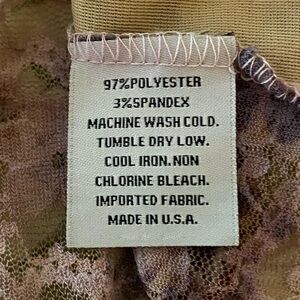 97%POLYESTER
3%SPANDEX
MACHINE WASH COLD.
TUMBLE DRY LOW.
COOL IRON.NON
CHLORINE BLEACH.
IMPORTED FABRIC.
MADE IN U.S.A.